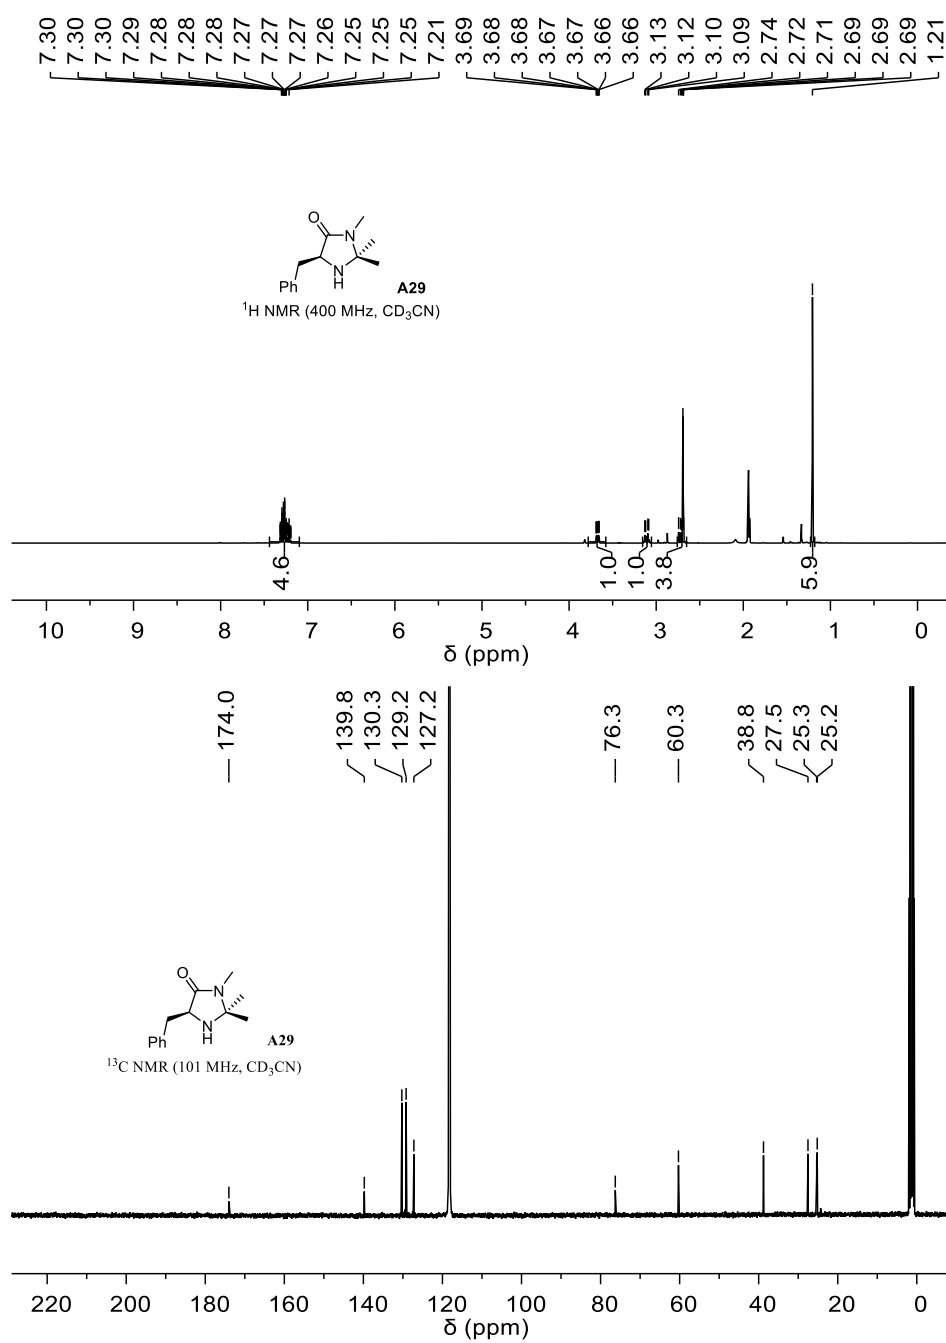 7.30 7.30 7.30 7.29 7.28 7.28 7.28 7.27 7.27 7.27 7.26 7.25 7.25 7.25 7.21 3.69 3.68 3.68 3.67 3.67 3.66 3.66 3.13 3.12 3.10 3.09 2.74 2.72 2.71 2.69 2.69 2.69 1.21
O
N
N
H
Ph
A29
¹H NMR (400 MHz, CD₃CN)
4.6 1.0 1.0 3.8 5.9
10 9 8 7 6 5 4 3 2 1 0
δ (ppm)
174.0 139.8 130.3 129.2 127.2 76.3 60.3 38.8 27.5 25.3 25.2
O
N
N
H
Ph
A29
¹³C NMR (101 MHz, CD₃CN)
220 200 180 160 140 120 100 80 60 40 20 0
δ (ppm)